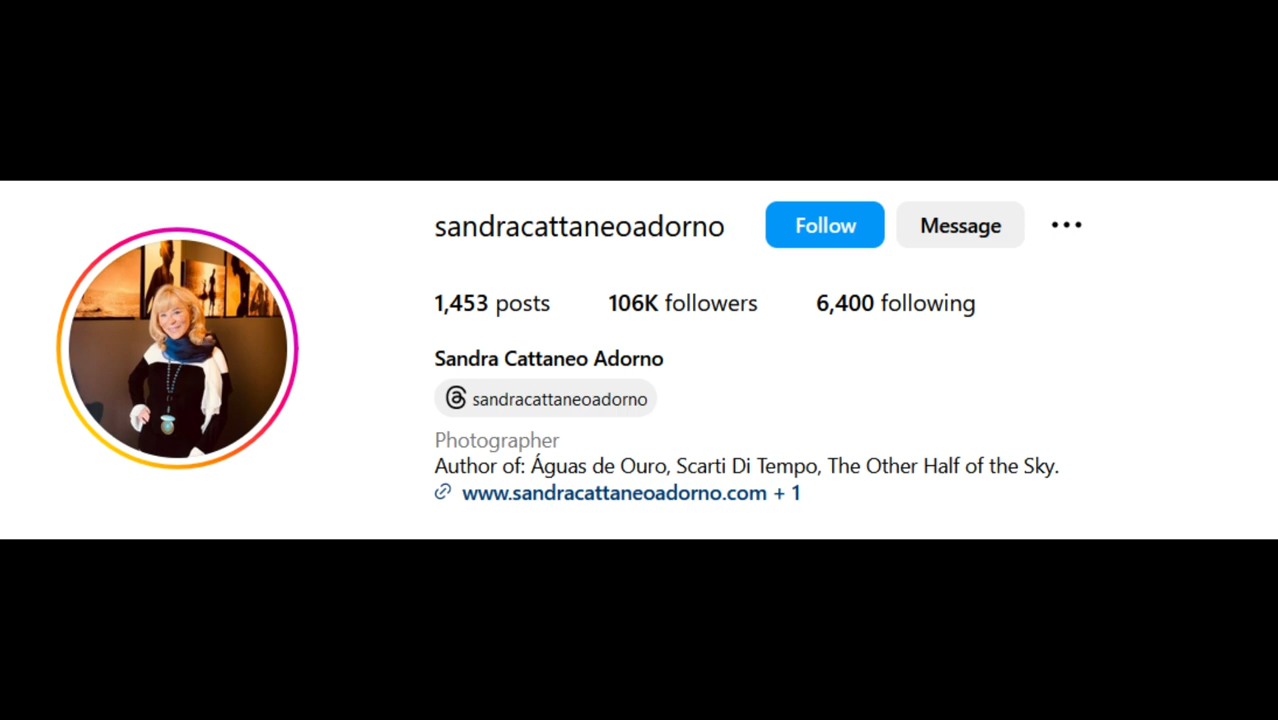 sandracattaneoadorno Follow Message
1,453 posts 106K followers 6,400 following
Sandra Cattaneo Adorno
sandracattaneoadorno
Photographer
Author of: Águas de Ouro, Scarti Di Tempo, The Other Half of the Sky.
www.sandracattaneoadorno.com + 1